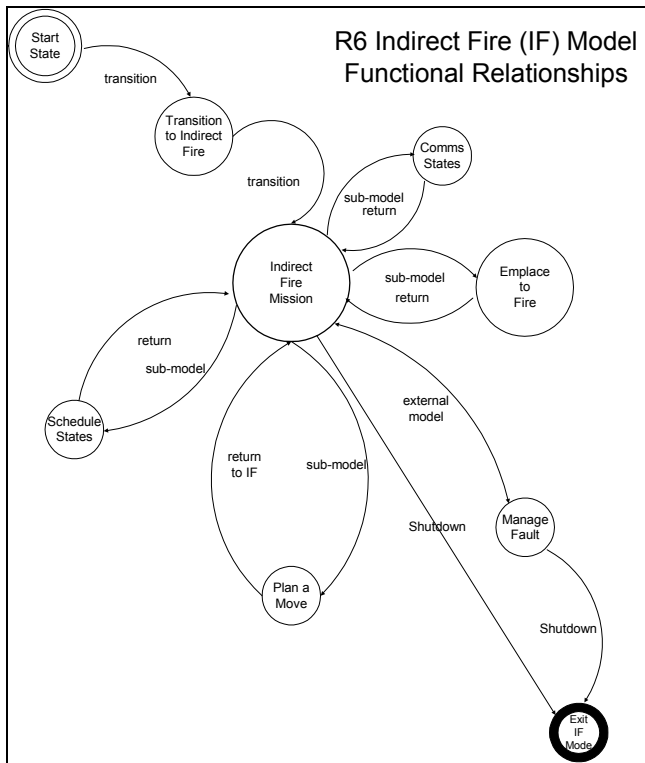 R6 Indirect Fire (IF) Model
Functional Relationships
Start
State
transition
Transition
to Indirect
Fire
transition
Comms
States
sub-model
return
Indirect
Fire
Mission
sub-model
return
Emplace
to
Fire
return
sub-model
Schedule
States
external
model
return
to IF
sub-model
Shutdown
Manage
Fault
Plan a
Move
Shutdown
Exit
IF
Mode